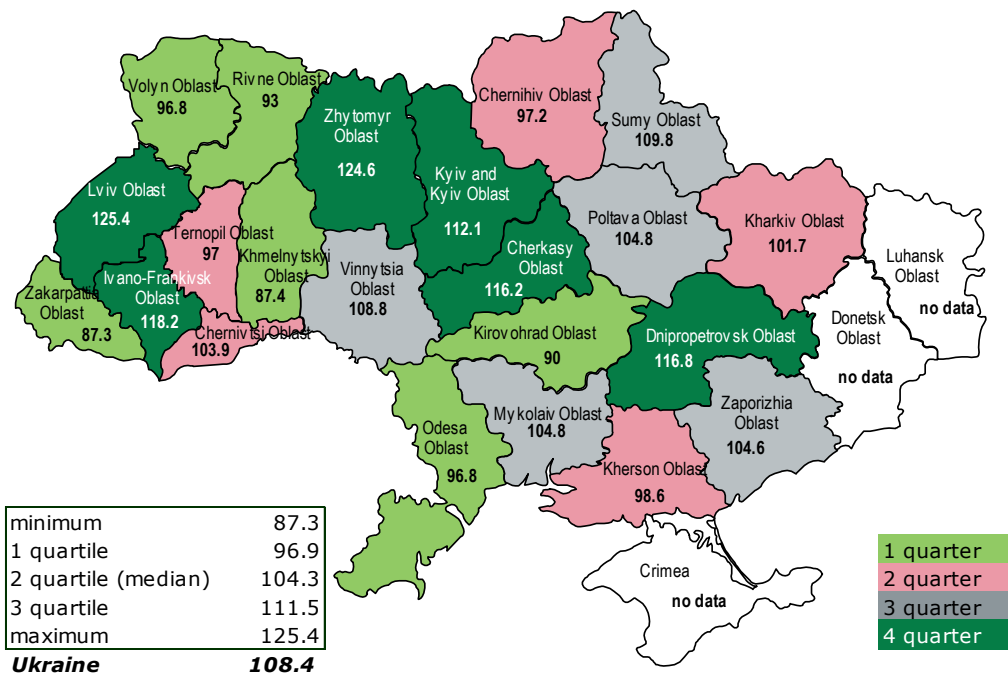 Volyn Oblast
96.8
Rivne Oblast
93
Zhytomyr
Oblast
124.6
Kyiv and
Kyiv Oblast
112.1
Chernihiv Oblast
97.2
Sumy Oblast
109.8
Lviv Oblast
125.4
Ternopil Oblast
97
Khmelnytskyi
Oblast
87.4
Ivano-Frankivsk
Oblast
118.2
Zakarpattia
Oblast
87.3
Chernivtsi Oblast
103.9
Vinnytsia
Oblast
108.8
Cherkasy
Oblast
116.2
Poltava Oblast
104.8
Kharkiv Oblast
101.7
Luhansk
Oblast
no data
Donetsk
Oblast
no data
Kirovohrad Oblast
90
Dnipropetrovsk Oblast
116.8
Zaporizhia
Oblast
104.6
Odesa
Oblast
96.8
Mykolaiv Oblast
104.8
Kherson Oblast
98.6
Crimea
no data
minimum 87.3
1 quartile 96.9
2 quartile (median) 104.3
3 quartile 111.5
maximum 125.4
Ukraine 108.4
1 quarter
2 quarter
3 quarter
4 quarter